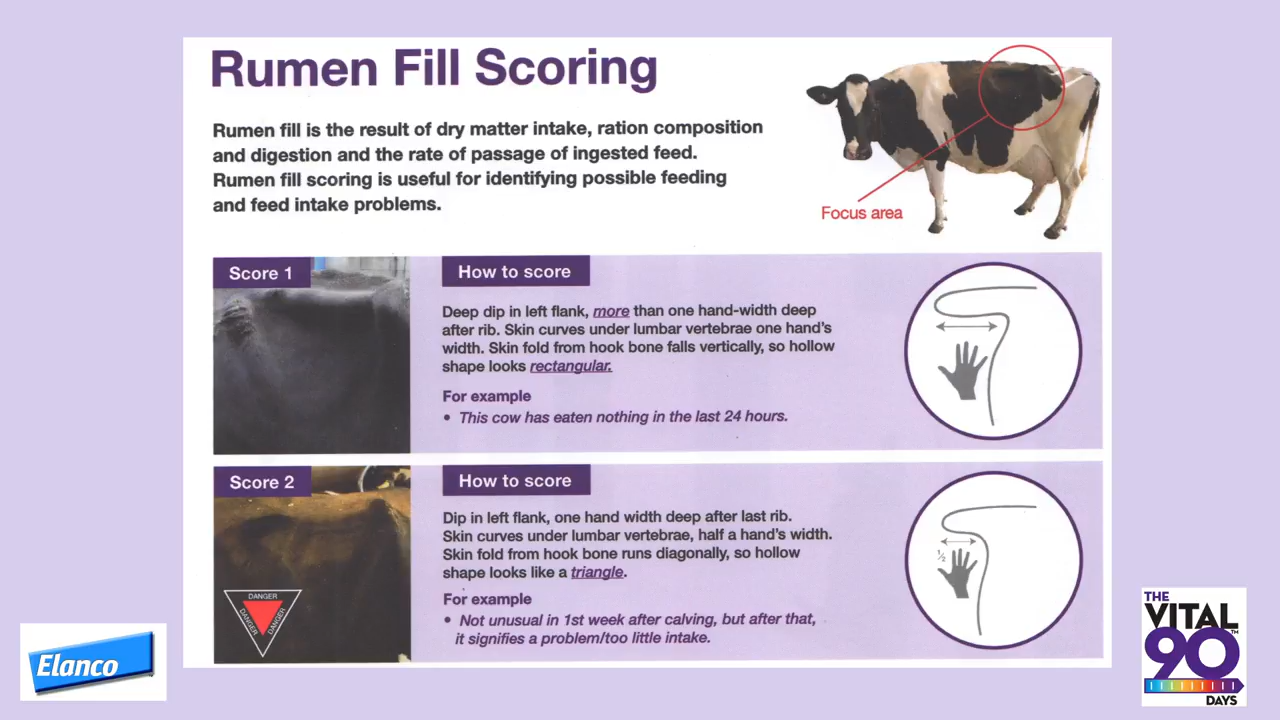 Rumen Fill Scoring
Rumen fill is the result of dry matter intake, ration composition
and digestion and the rate of passage of ingested feed.
Rumen fill scoring is useful for identifying possible feeding
and feed intake problems.
Focus area
Score 1
How to score
Deep dip in left flank, more than one hand-width deep
after rib. Skin curves under lumbar vertebrae one hand's
width. Skin fold from hook bone falls vertically, so hollow
shape looks rectangular.
For example
• This cow has eaten nothing in the last 24 hours.
Score 2
How to score
Dip in left flank, one hand width deep after last rib.
Skin curves under lumbar vertebrae, half a hand's width.
Skin fold from hook bone runs diagonally, so hollow
shape looks like a triangle.
For example
• Not unusual in 1st week after calving, but after that,
it signifies a problem/too little intake.
DANGER
DANGER
DANGER
½
Elanco
THE
VITAL
90™
DAYS